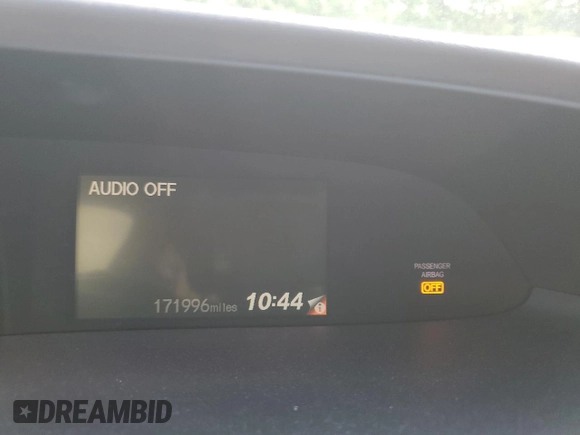 AUDIO OFF
171996miles 10:44 i
PASSENGER
AIRBAG
OFF
DREAMBID